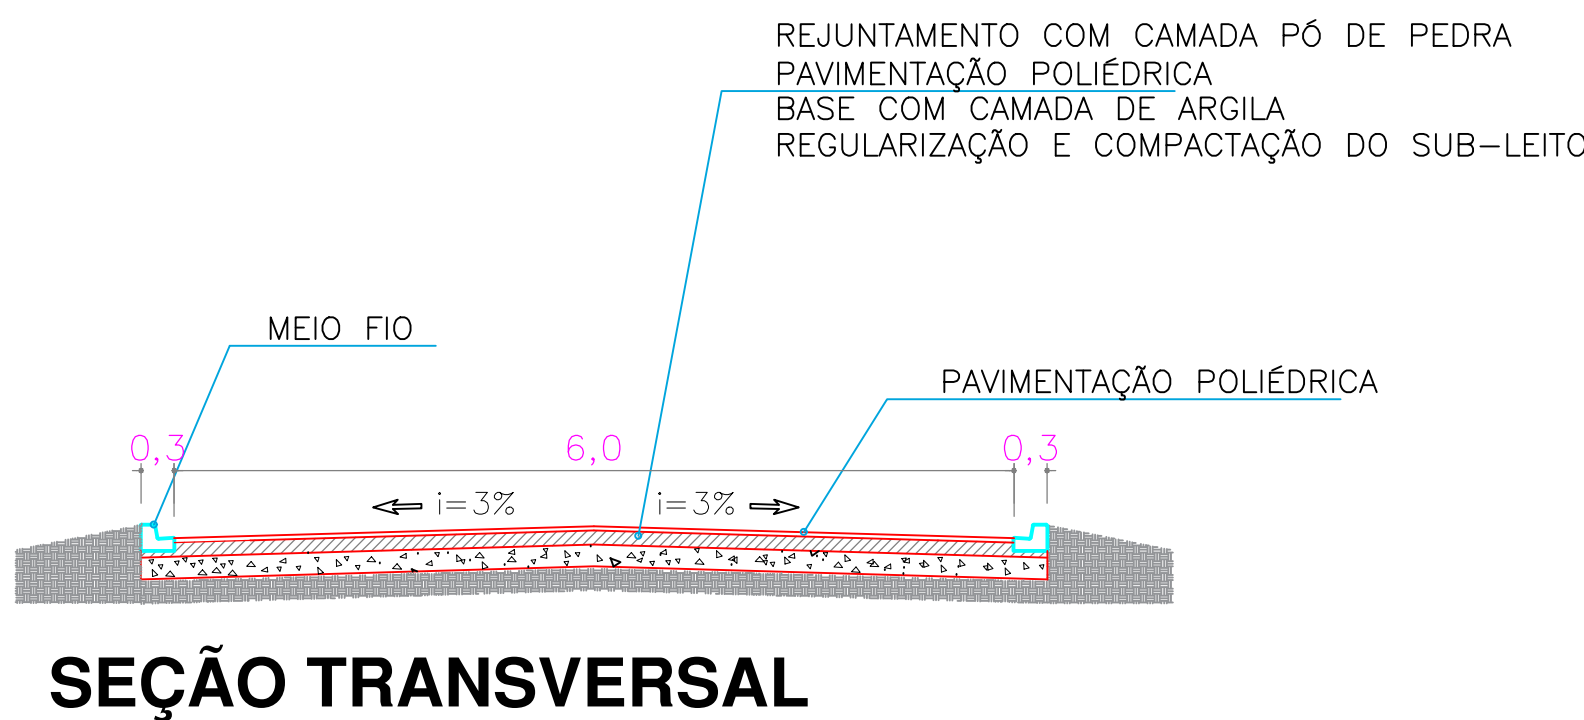 REJUNTAMENTO COM CAMADA PÓ DE PEDRA
PAVIMENTAÇÃO POLIÉDRICA
BASE COM CAMADA DE ARGILA
REGULARIZAÇÃO E COMPACTAÇÃO DO SUB-LEITO
MEIO FIO
PAVIMENTAÇÃO POLIÉDRICA
0,3 6,0 0,3
i=3% i=3%
SEÇÃO TRANSVERSAL